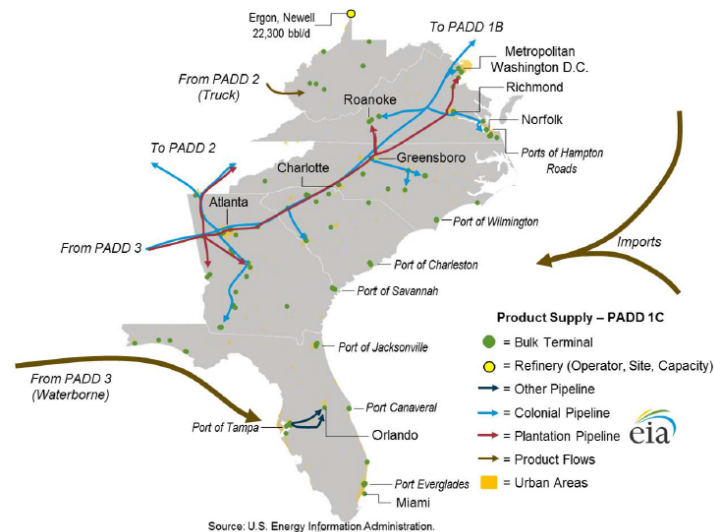 Ergon, Newell
22,300 bbl/d
To PADD 1B
Metropolitan
Washington D.C.
From PADD 2
(Truck)
Richmond
Roanoke
Norfolk
To PADD 2
Greensboro
Ports of Hampton
Roads
Charlotte
Atlanta
Port of Wilmington
From PADD 3
Imports
Port of Charleston
Port of Savannah
Product Supply – PADD 1C
= Bulk Terminal
Port of Jacksonville
= Refinery (Operator, Site, Capacity)
From PADD 3
(Waterborne)
= Other Pipeline
Port Canaveral
= Colonial Pipeline
eia
Port of Tampa
Orlando
= Plantation Pipeline
= Product Flows
Port Everglades
= Urban Areas
Miami
Source: U.S. Energy Information Administration.